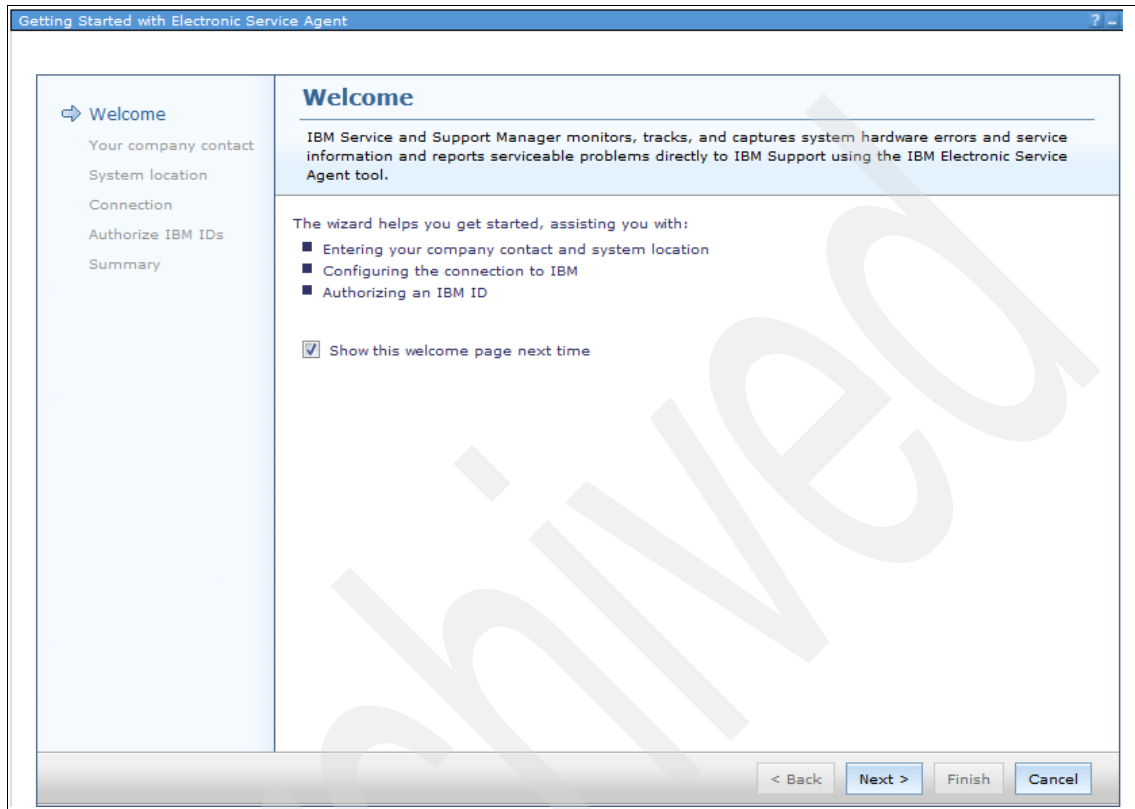 Getting Started with Electronic Service Agent
? –
Welcome
Your company contact
System location
Connection
Authorize IBM IDs
Summary
Welcome
IBM Service and Support Manager monitors, tracks, and captures system hardware errors and service
information and reports serviceable problems directly to IBM Support using the IBM Electronic Service
Agent tool.
The wizard helps you get started, assisting you with:
Entering your company contact and system location
Configuring the connection to IBM
Authorizing an IBM ID
Show this welcome page next time
< Back
Next >
Finish
Cancel